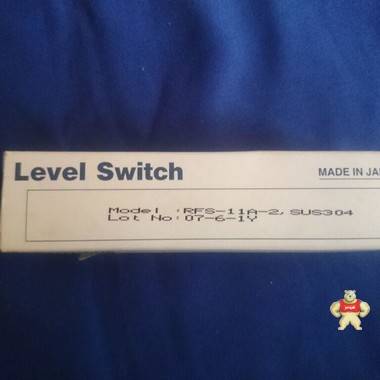 Level Switch
MADE IN JA
Model :RFS-11A-2, SUS304
Lot No:07-6-1Y